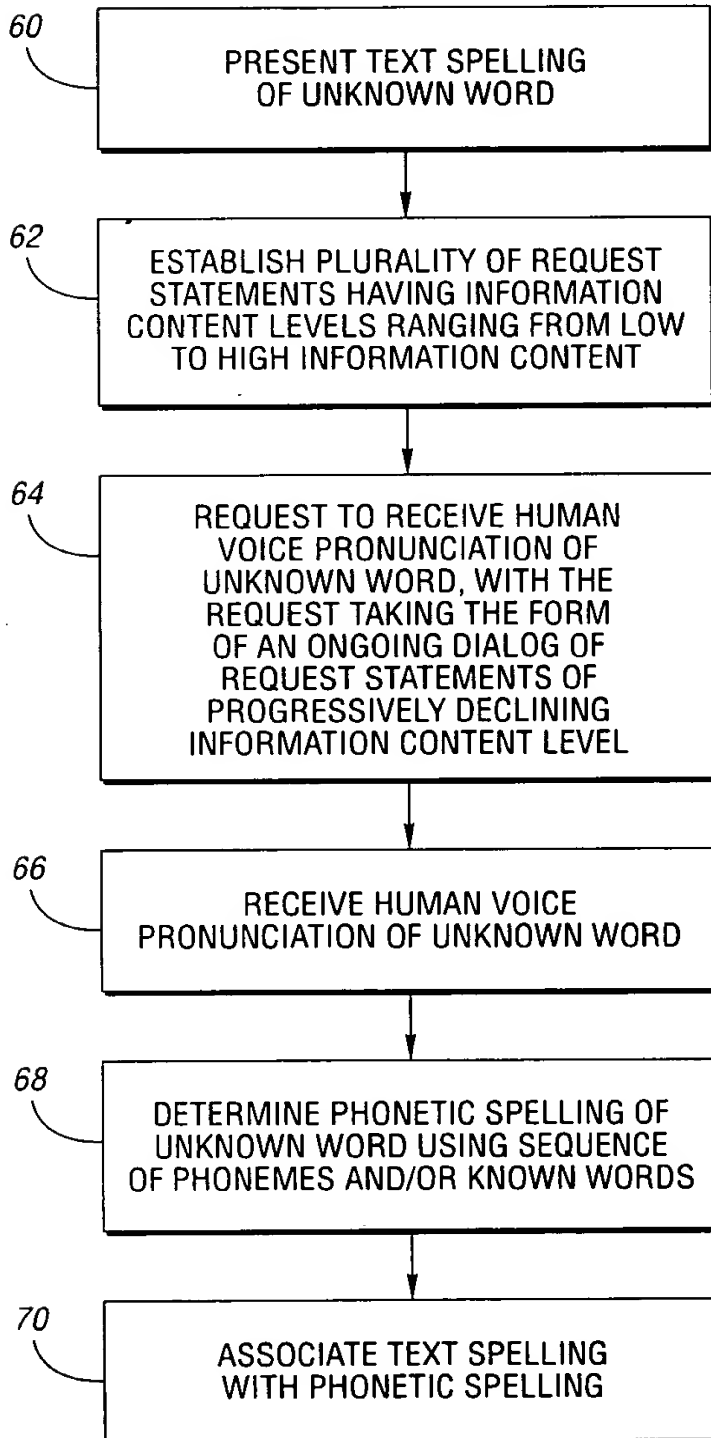 60
PRESENT TEXT SPELLING
OF UNKNOWN WORD
62
ESTABLISH PLURALITY OF REQUEST
STATEMENTS HAVING INFORMATION
CONTENT LEVELS RANGING FROM LOW
TO HIGH INFORMATION CONTENT
64
REQUEST TO RECEIVE HUMAN
VOICE PRONUNCIATION OF
UNKNOWN WORD, WITH THE
REQUEST TAKING THE FORM
OF AN ONGOING DIALOG OF
REQUEST STATEMENTS OF
PROGRESSIVELY DECLINING
INFORMATION CONTENT LEVEL
66
RECEIVE HUMAN VOICE
PRONUNCIATION OF UNKNOWN WORD
68
DETERMINE PHONETIC SPELLING OF
UNKNOWN WORD USING SEQUENCE
OF PHONEMES AND/OR KNOWN WORDS
70
ASSOCIATE TEXT SPELLING
WITH PHONETIC SPELLING